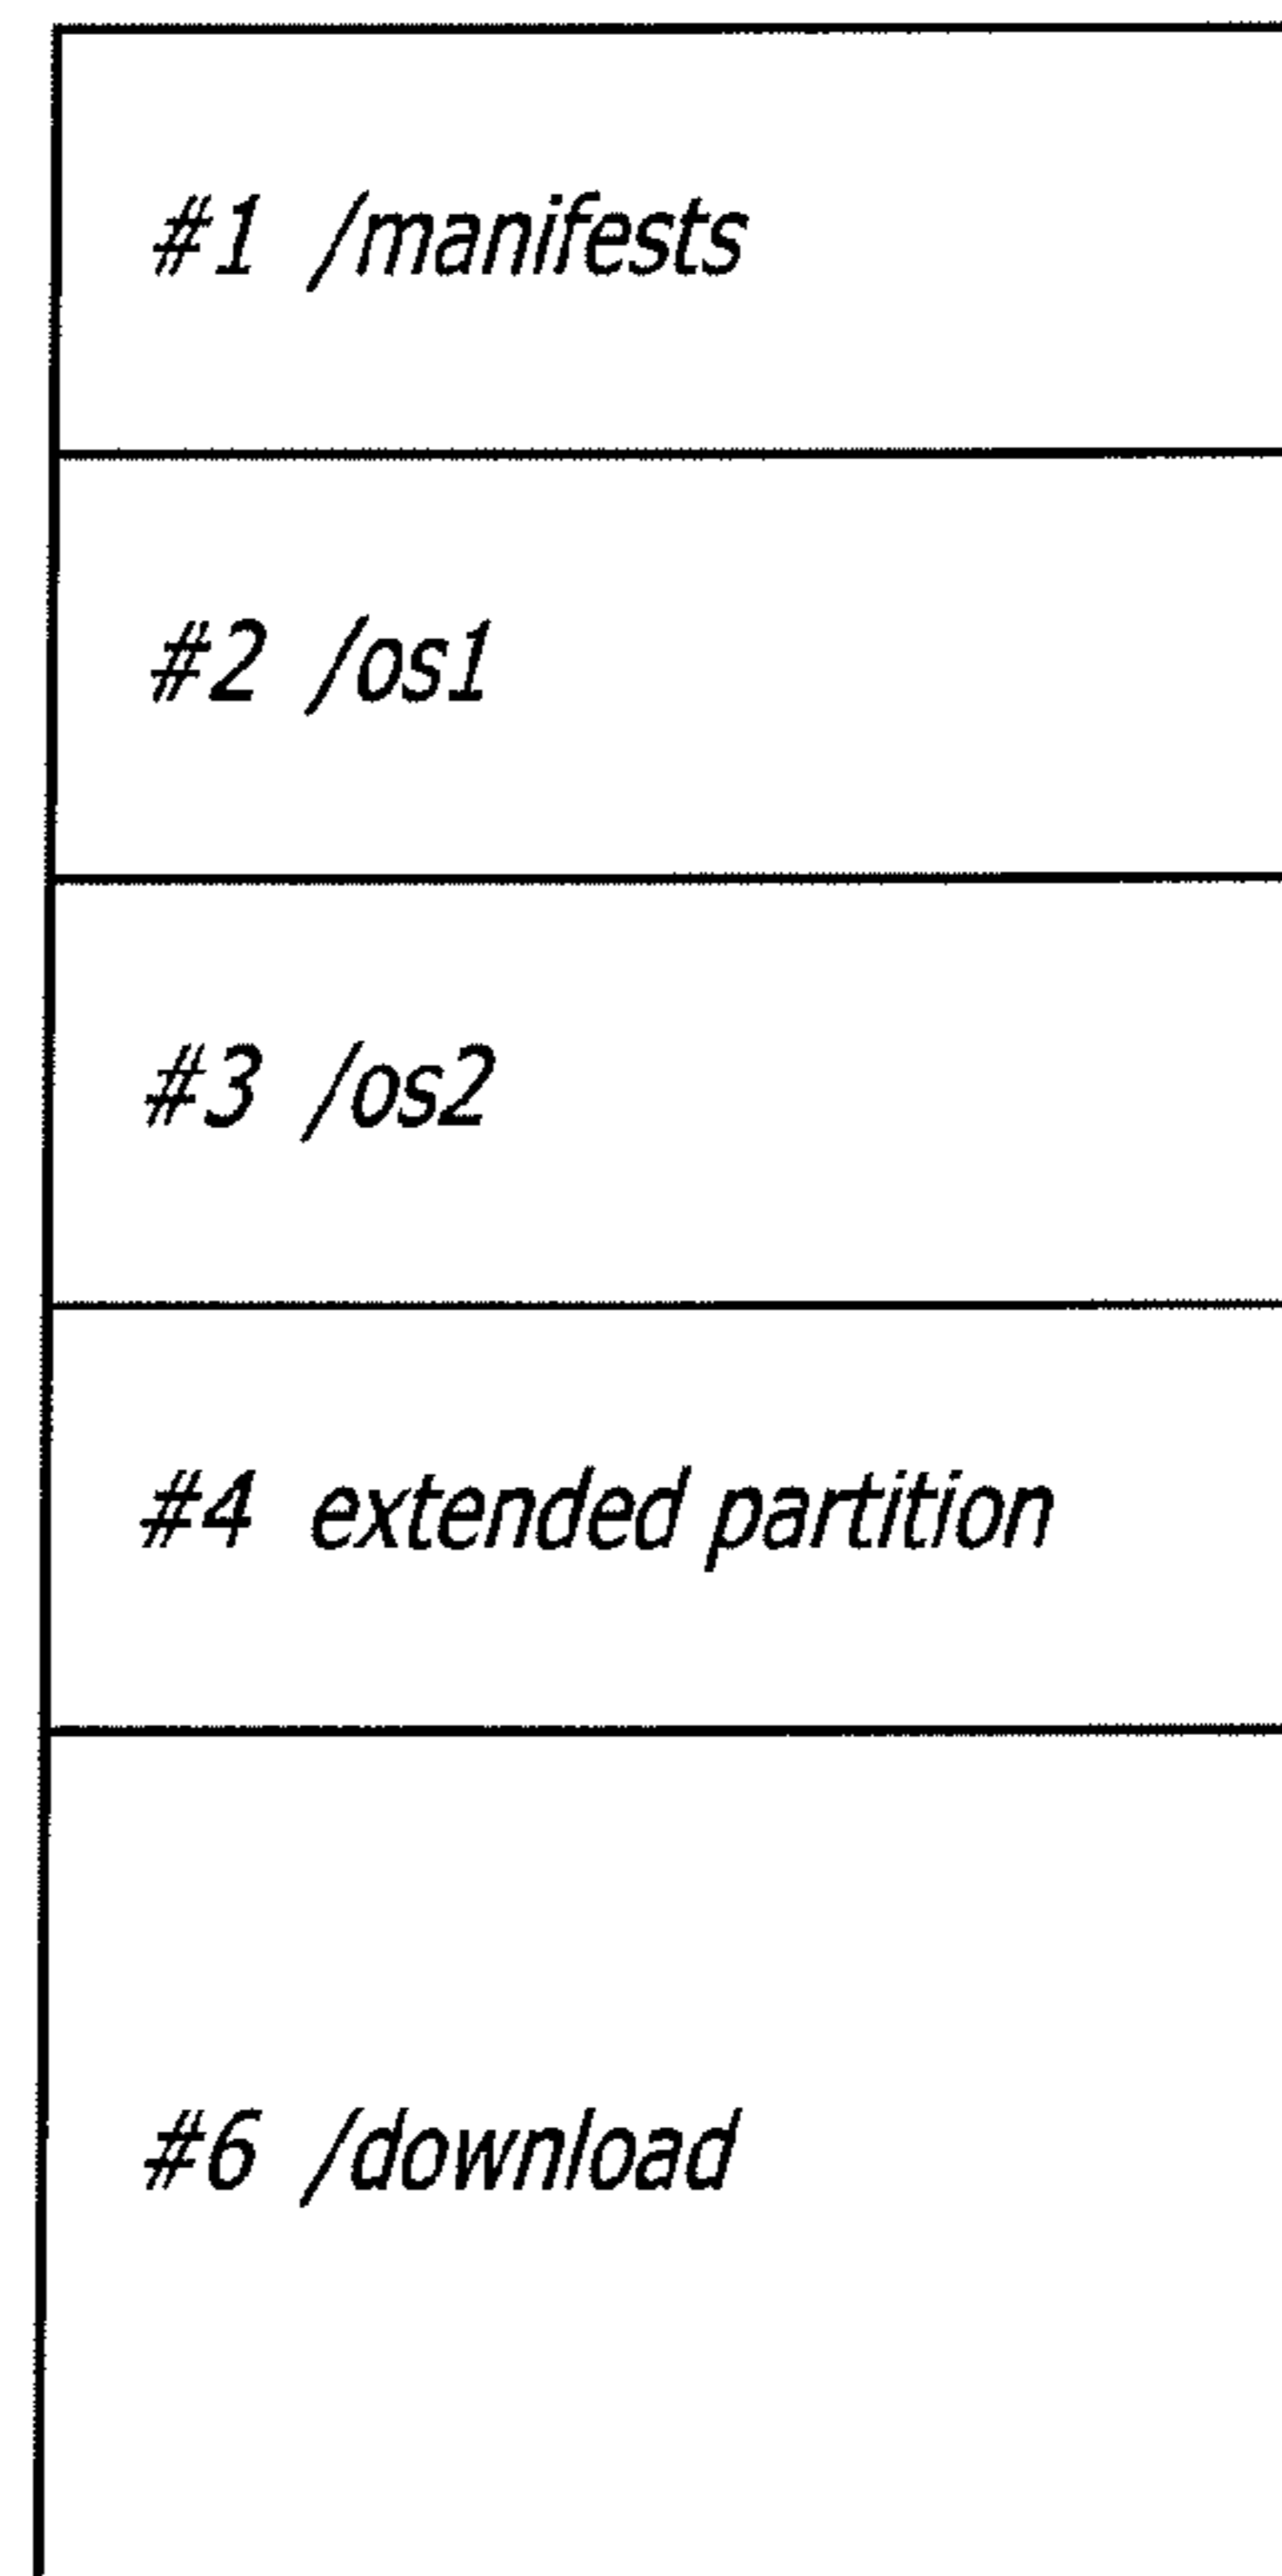 #1 /manifests
#2 /os1
#3 /os2
#4 extended partition
#6 /download